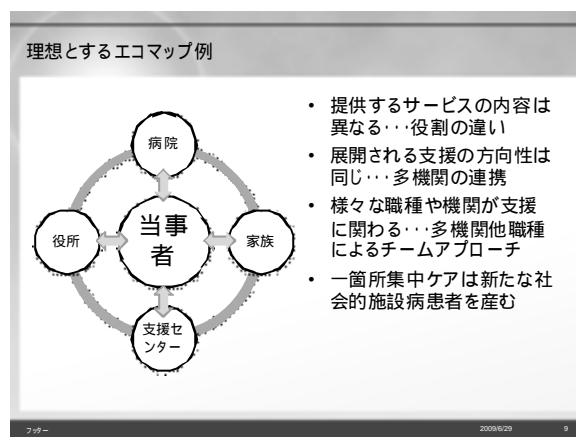 理想とするエコマップ例
病院
当事
者
役所
家族
支援セ
ンター
• 提供するサービスの内容は
異なる･･･役割の違い
• 展開される支援の方向性は
同じ･･･多機関の連携
• 様々な職種や機関が支援
に関わる･･･多機関他職種
によるチームアプローチ
• 一箇所集中ケアは新たな社
会的施設病患者を産む
フッター
2009/6/29
9